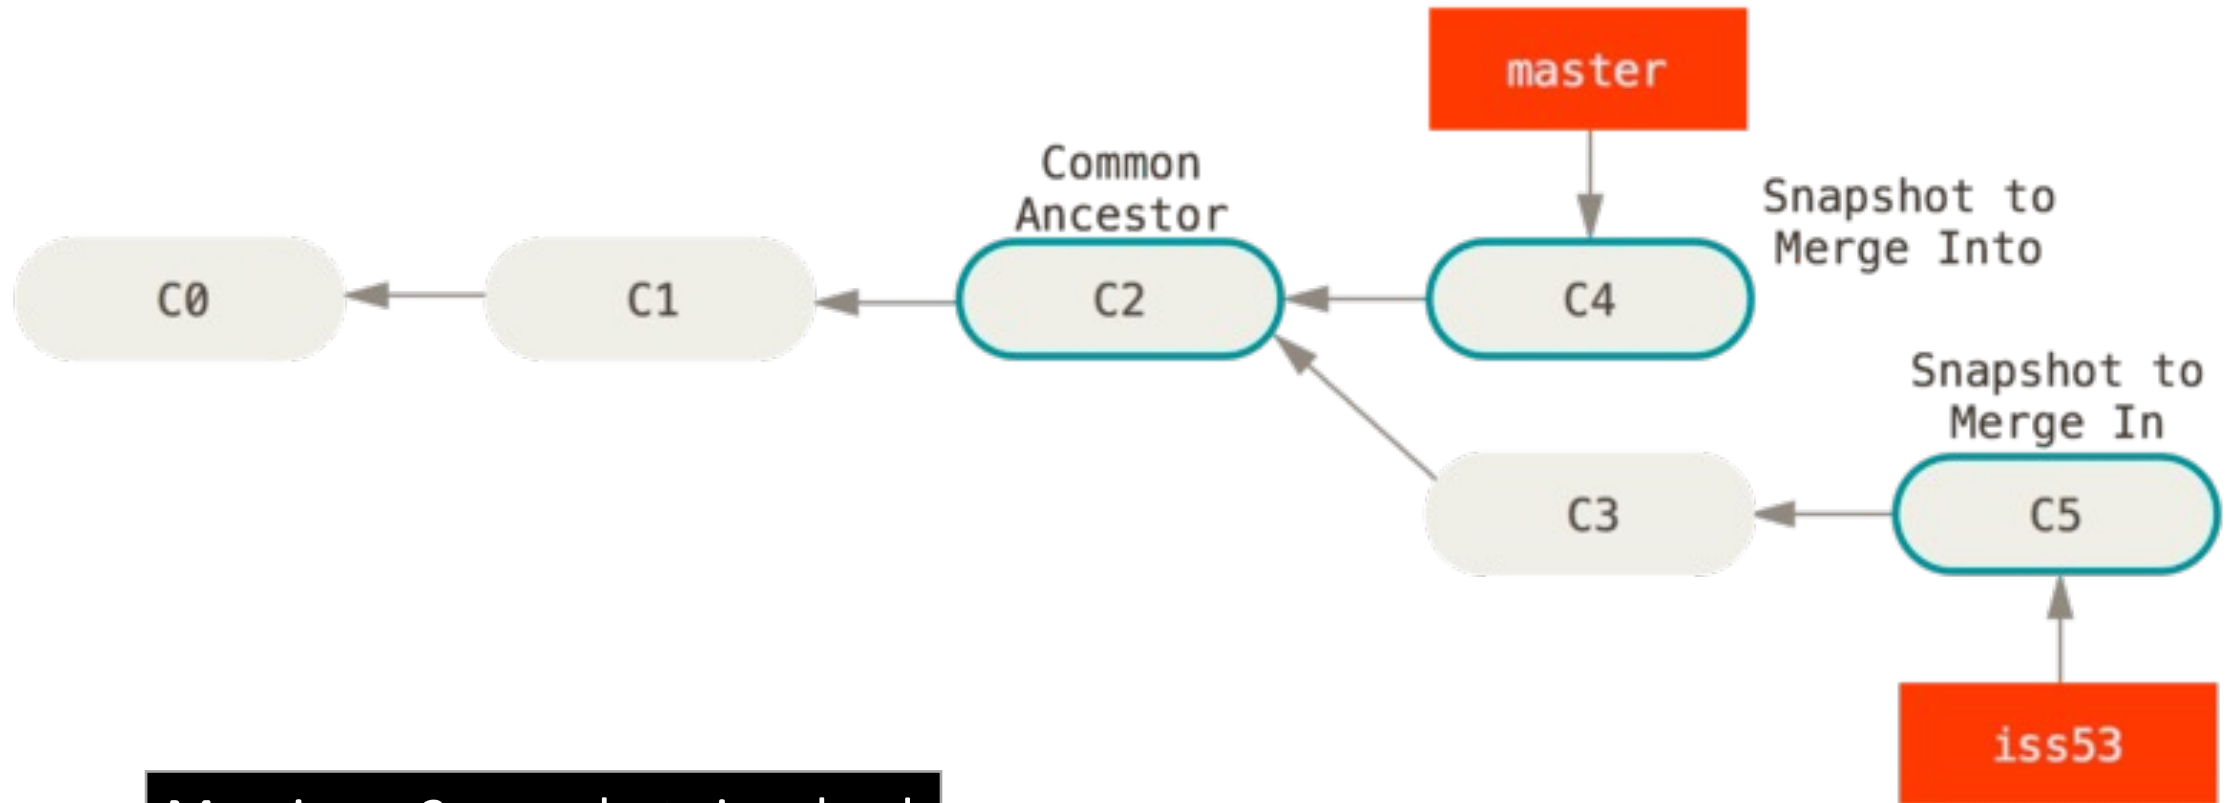 master
Common
Ancestor
Snapshot to
Merge Into
C0
C1
C2
C4
Snapshot to
Merge In
C3
C5
iss53